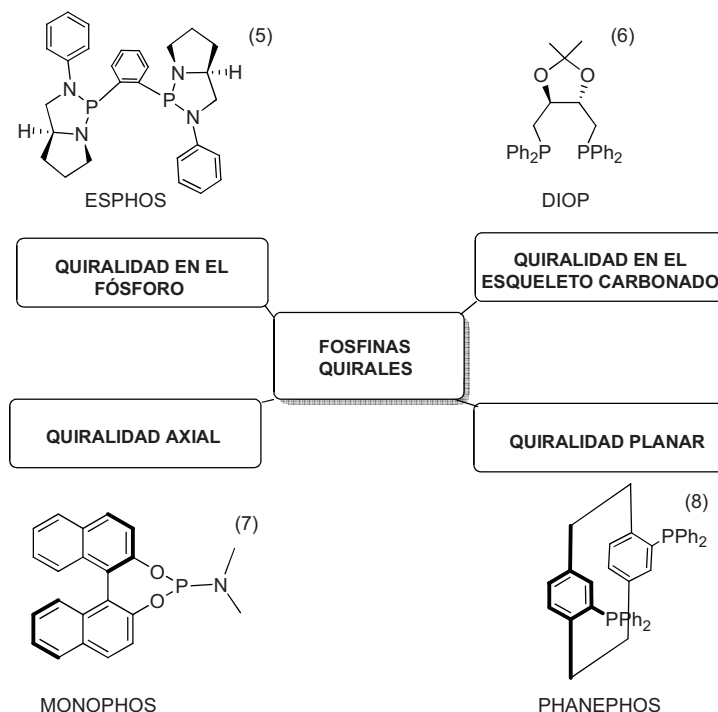 (5)
(6)
N
N
H
P
P
N
N
H
ESPHOS
O
O
Ph2P
PPh2
DIOP
QUIRALIDAD EN EL
FÓSFORO
QUIRALIDAD EN EL
ESQUELETO CARBONADO
FOSFINAS
QUIRALES
QUIRALIDAD AXIAL
QUIRALIDAD PLANAR
(7)
(8)
O
P
N
O
PPh2
PPh2
MONOPHOS
PHANEPHOS